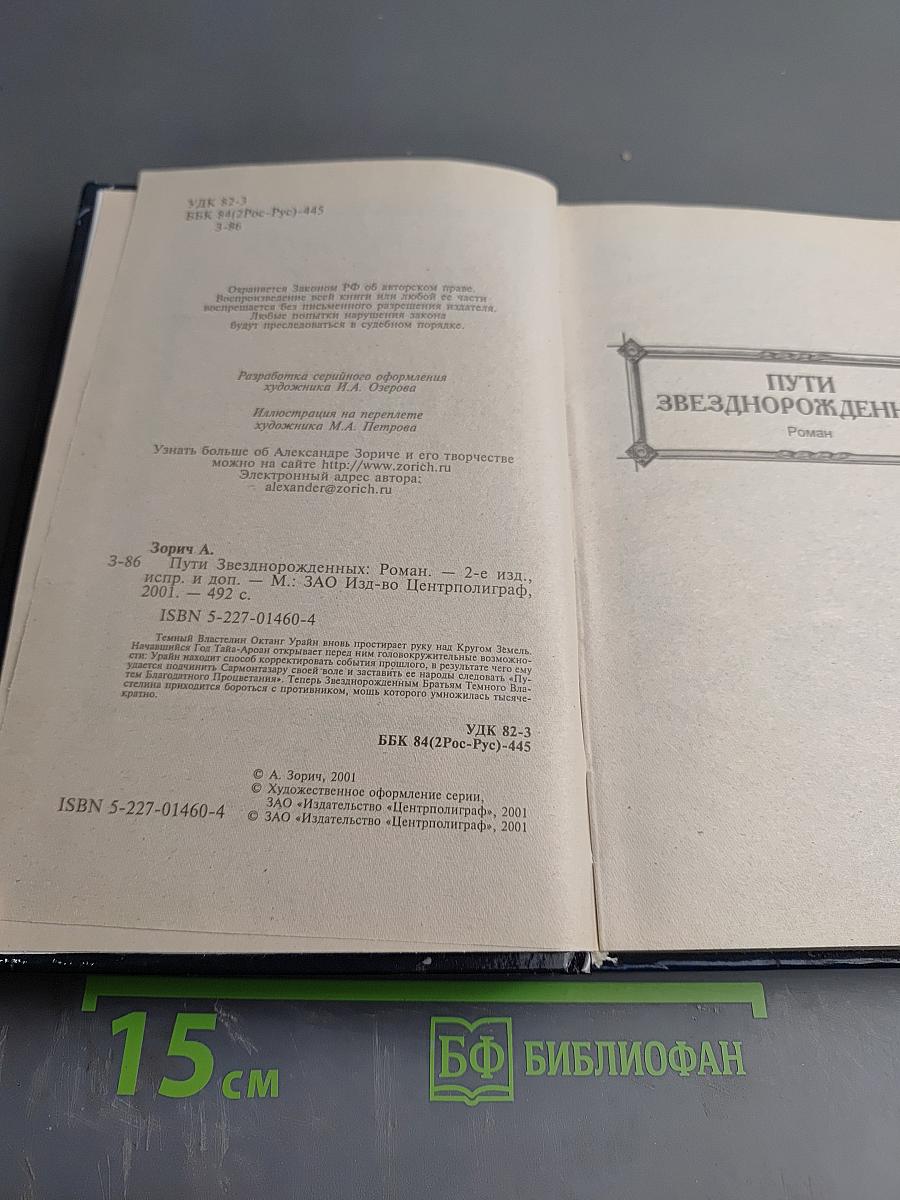 УДК 82-3
ББК 84(2Рос-Рус)-445
З-86
Охраняется Законом РФ об авторском праве.
Воспроизведение всей книги или любой ее части
воспрещается без письменного разрешения издателя.
Любые попытки нарушения закона
будут преследоваться в судебном порядке.
Разработка серийного оформления
художника И.А. Озерова
Иллюстрация на переплете
художника М.А. Петрова
Узнать больше об Александре Зориче и его творчестве
можно на сайте http://www.zorich.ru
Электронный адрес автора:
alexander@zorich.ru
Зорич А.
З-86 Пути Звезднорожденных: Роман. — 2-е изд.,
испр. и доп. — М.: ЗАО Изд-во Центрполиграф,
2001. — 492 с.
ISBN 5-227-01460-4
Темный Властелин Октанг Урайн вновь простирает руку над Кругом Земель.
Начавшийся Год Тайа-Ароан открывает перед ним головокружительные возможно-
сти: Урайн находит способ корректировать события прошлого, в результате чего ему
удается подчинить Сармонтазару своей воле и заставить ее народы следовать «Пу-
тем Благодатного Процветания». Теперь Звезднорожденным Братьям Темного Вла-
стелина приходится бороться с противником, мощь которого умножилась тысяче-
кратно.
УДК 82-3
ББК 84(2Рос-Рус)-445
© А. Зорич, 2001
© Художественное оформление серии,
ЗАО «Издательство «Центрполиграф», 2001
© ЗАО «Издательство «Центрполиграф», 2001
ISBN 5-227-01460-4
ПУТИ
ЗВЕЗДНОРОЖДЕНН
Роман
15 см
БФ БИБЛИОФАН